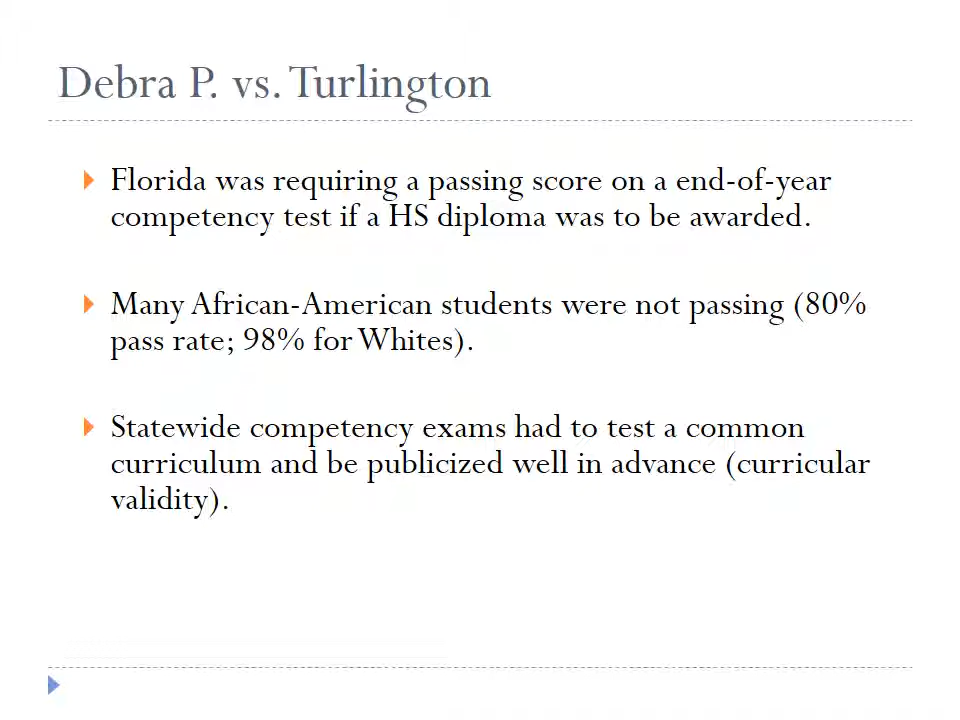 Debra P. vs. Turlington
Florida was requiring a passing score on a end-of-year
competency test if a HS diploma was to be awarded.
Many African-American students were not passing (80%
pass rate; 98% for Whites).
Statewide competency exams had to test a common
curriculum and be publicized well in advance (curricular
validity).